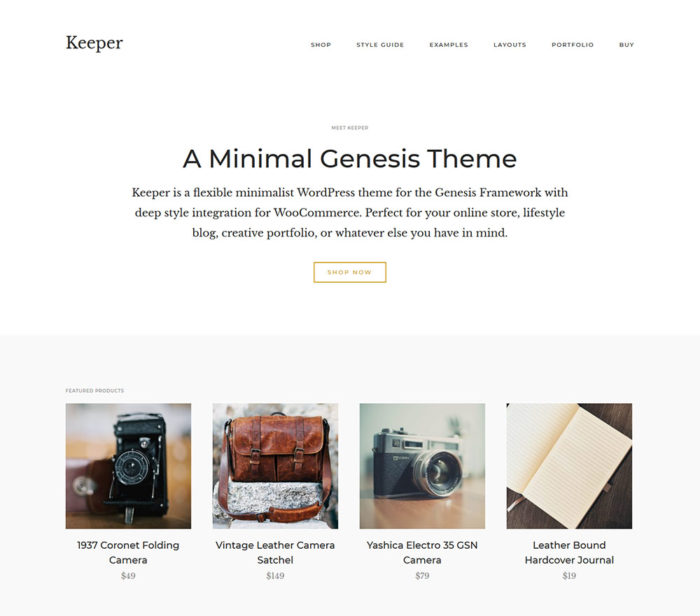 Keeper
SHOP STYLE GUIDE EXAMPLES LAYOUTS PORTFOLIO BUY
MEET KEEPER
A Minimal Genesis Theme
Keeper is a flexible minimalist WordPress theme for the Genesis Framework with
deep style integration for WooCommerce. Perfect for your online store, lifestyle
blog, creative portfolio, or whatever else you have in mind.
SHOP NOW
FEATURED PRODUCTS
1937 Coronet Folding
Camera
$49
Vintage Leather Camera
Satchel
$149
Yashica Electro 35 GSN
Camera
$79
Leather Bound
Hardcover Journal
$19